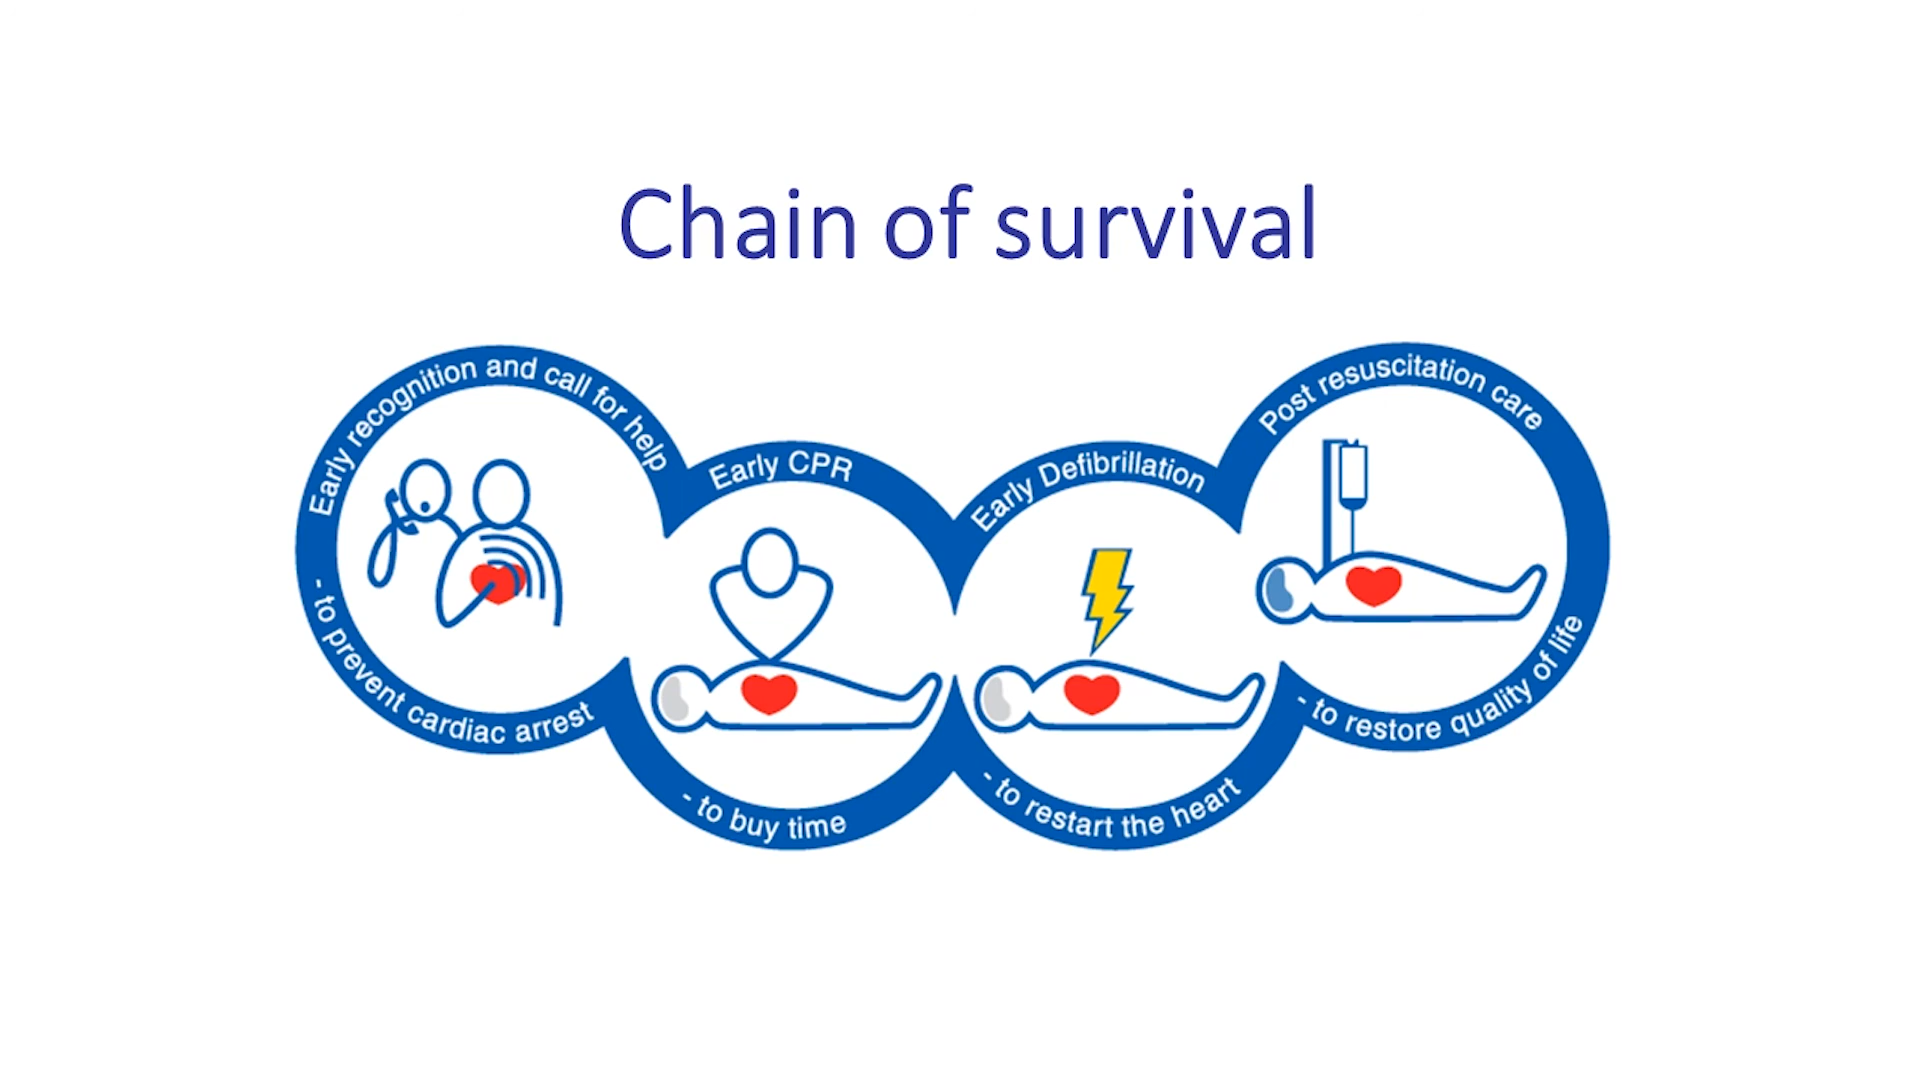 Chain of survival
Early recognition and call for help
- to prevent cardiac arrest
Early CPR
- to buy time
Early Defibrillation
- to restart the heart
Post resuscitation care
- to restore quality of life